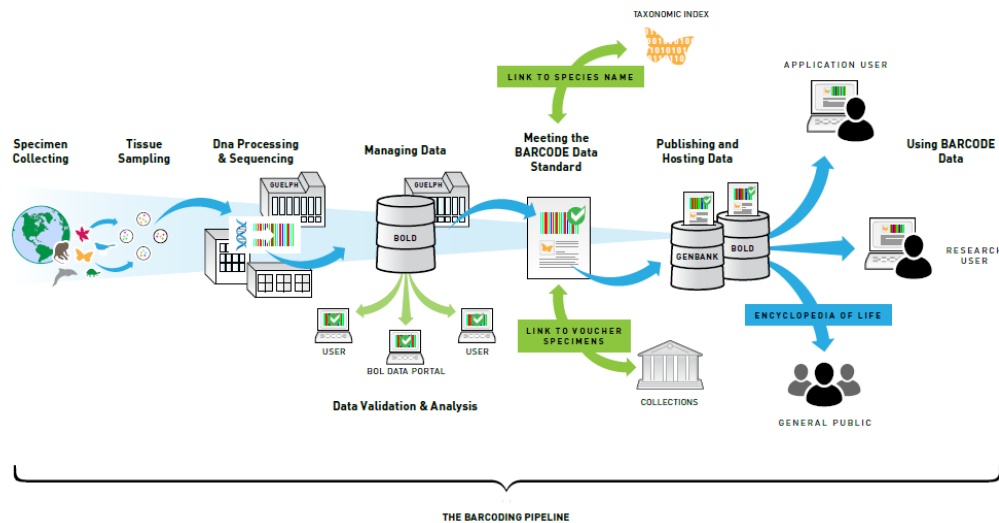 TAXONOMIC INDEX
LINK TO SPECIES NAME
APPLICATION USER
Specimen
Collecting
Tissue
Sampling
Dna Processing
& Sequencing
Managing Data
Meeting the
BARCODE Data
Standard
Publishing and
Hosting Data
Using BARCODE
Data
GUELPH
GUELPH
BOLD
GENBANK
BOLD
RESEARCH
USER
USER
BOL DATA PORTAL
USER
Data Validation & Analysis
LINK TO VOUCHER
SPECIMENS
COLLECTIONS
ENCYCLOPEDIA OF LIFE
GENERAL PUBLIC
THE BARCODING PIPELINE